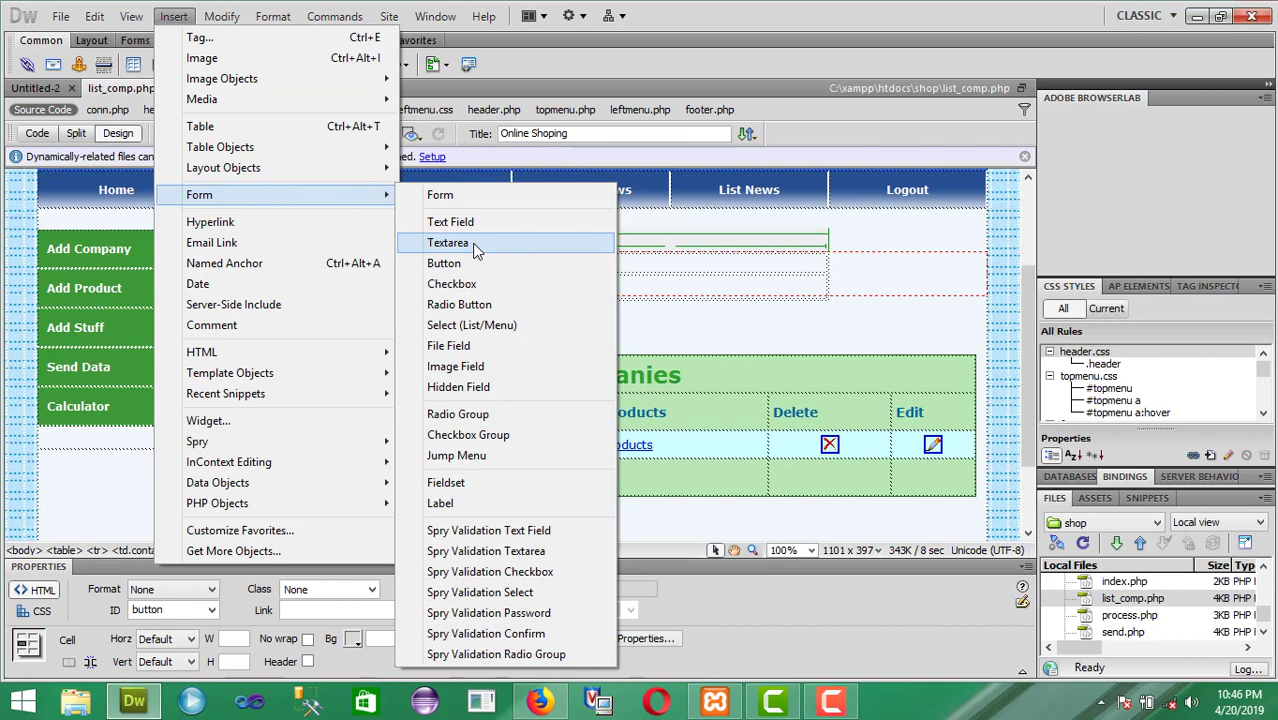 Dw File Edit View Insert Modify Format Commands Site Window Help CLASSIC
Common Layout Forms Favorites
Tag... Ctrl+E
Image Ctrl+Alt+I
Image Objects
Media
Table Ctrl+Alt+T
Table Objects
Layout Objects
Form
Hyperlink
Email Link
Named Anchor Ctrl+Alt+A
Date
Server-Side Include
Comment
HTML
Template Objects
Recent Snippets
Widget...
Spry
InContext Editing
Data Objects
PHP Objects
Customize Favorites...
Get More Objects...
Form
Text Field
Textarea
Button
Checkbox
Radio Button
Select (List/Menu)
File Field
Image Field
Hidden Field
Radio Group
Checkbox Group
Jump Menu
Fieldset
Label
Spry Validation Text Field
Spry Validation Textarea
Spry Validation Checkbox
Spry Validation Select
Spry Validation Password
Spry Validation Confirm
Spry Validation Radio Group
Untitled-2 list_comp.php C:\xampp\htdocs\shop\list_comp.php
Source Code conn.php leftmenu.css header.php topmenu.php leftmenu.php footer.php
Code Split Design Title: Online Shoping
Dynamically-related files can Setup
Home List News Logout
Add Company
Add Product
Add Stuff
Send Data
Calculator
Delete Edit
<body> <table> <tr> 100% 1101 x 397 343K / 8 sec Unicode (UTF-8)
PROPERTIES
HTML Format None Class None
CSS ID button Link
Cell Horz Default W No wrap Bg Properties...
Vert Default H Header
ADOBE BROWSERLAB
CSS STYLES AP ELEMENTS TAG INSPECTO
All Current
All Rules
header.css
.header
topmenu.css
#topmenu
#topmenu a
#topmenu a:hover
Properties
DATABASES BINDINGS SERVER BEHAVIO
FILES ASSETS SNIPPETS
shop Local view
Local Files Size Typ
index.php 2KB PHP
list_comp.php 9KB PHP
process.php 2KB PHP
send.php 2KB PHP
Ready Log...
10:46 PM
4/20/2019